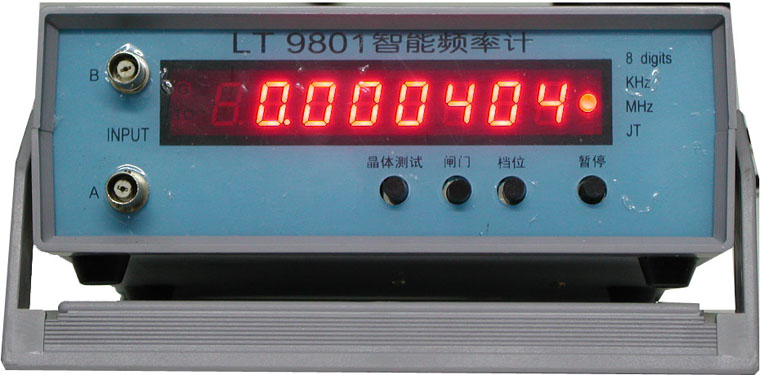 LT 9801智能频率计
B
8 digits
0.000404
KHz
MHz
INPUT
JT
晶体测试 闸门 档位 暂停
A